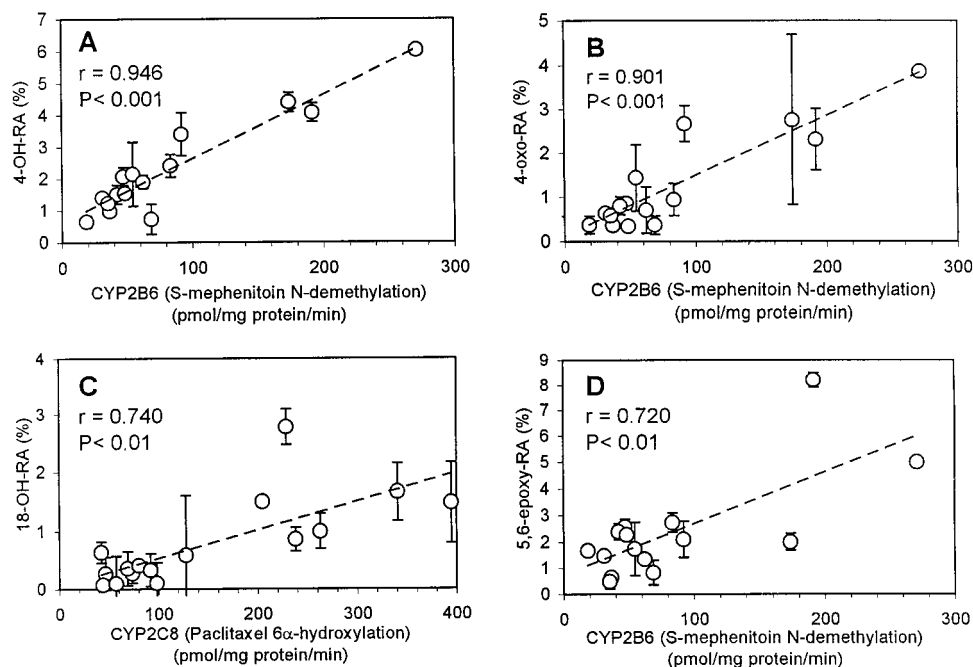 A
r = 0.946
P< 0.001
4-OH-RA (%)
7
6
5
4
3
2
1
0
0 100 200 300
CYP2B6 (S-mephenitoin N-demethylation)
(pmol/mg protein/min)
B
r = 0.901
P< 0.001
4-oxo-RA (%)
5
4
3
2
1
0
0 100 200 300
CYP2B6 (S-mephenitoin N-demethylation)
(pmol/mg protein/min)
C
r = 0.740
P< 0.01
18-OH-RA (%)
4
3
2
1
0
0 100 200 300 400
CYP2C8 (Paclitaxel 6α-hydroxylation)
(pmol/mg protein/min)
D
r = 0.720
P< 0.01
5,6-epoxy-RA (%)
9
8
6
5
4
3
2
1
0
0 100 200 300
CYP2B6 (S-mephenitoin N-demethylation)
(pmol/mg protein/min)